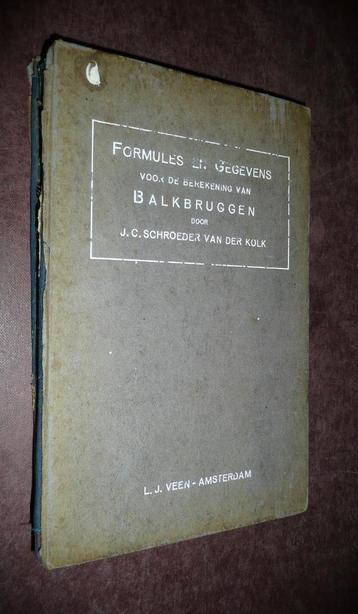 FORMULES EN GEGEVENS
VOOR DE BEREKENING VAN
BALKBRUGGEN
DOOR
J.C. SCHROEDER VAN DER KOLK
L. J. VEEN - AMSTERDAM